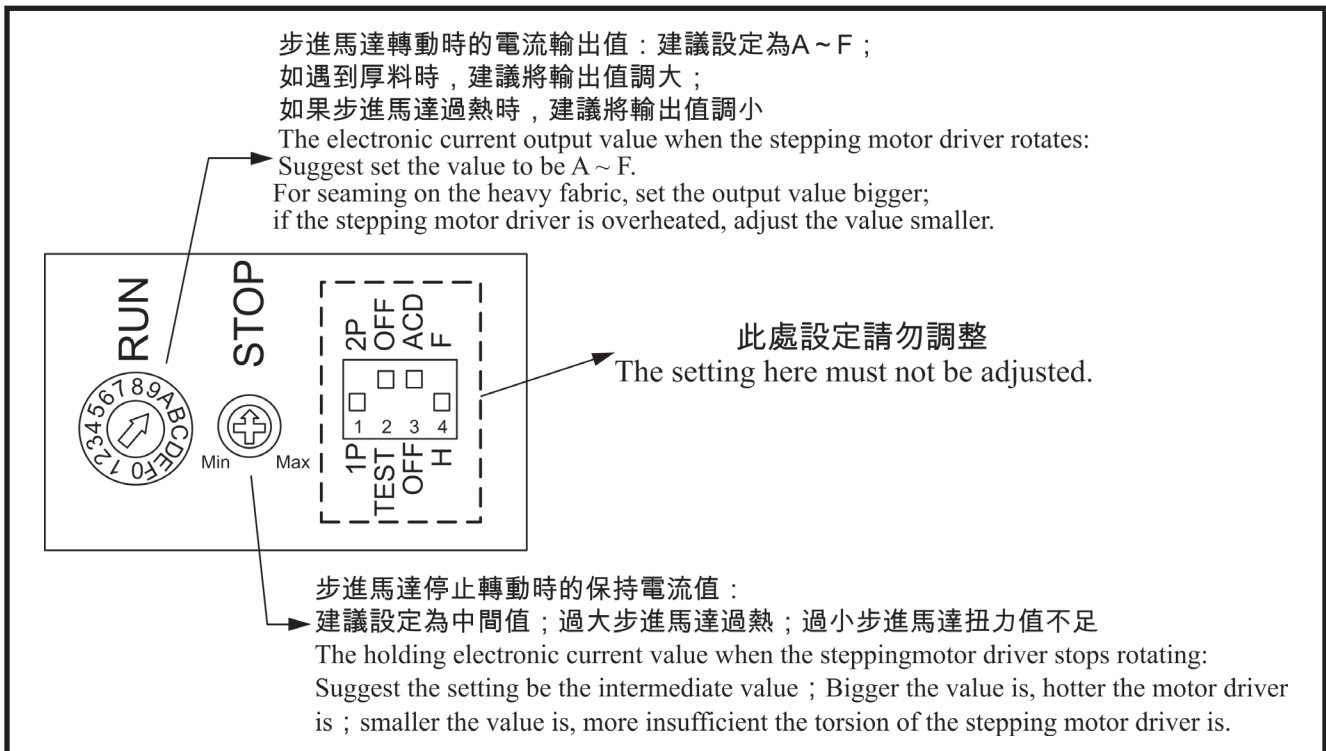 步進馬達轉動時的電流輸出值：建議設定為A ~ F；
如遇到厚料時，建議將輸出值調大；
如果步進馬達過熱時，建議將輸出值調小
The electronic current output value when the stepping motor driver rotates:
Suggest set the value to be A ~ F.
For seaming on the heavy fabric, set the output value bigger;
if the stepping motor driver is overheated, adjust the value smaller.
RUN
STOP
2P
OFF
ACD
F
0123456789ABCDEF
Min
Max
1 2 3 4
1P
TEST
OFF
H
此處設定請勿調整
The setting here must not be adjusted.
步進馬達停止轉動時的保持電流值：
建議設定為中間值；過大步進馬達過熱；過小步進馬達扭力值不足
The holding electronic current value when the steppingmotor driver stops rotating:
Suggest the setting be the intermediate value；Bigger the value is, hotter the motor driver
is；smaller the value is, more insufficient the torsion of the stepping motor driver is.